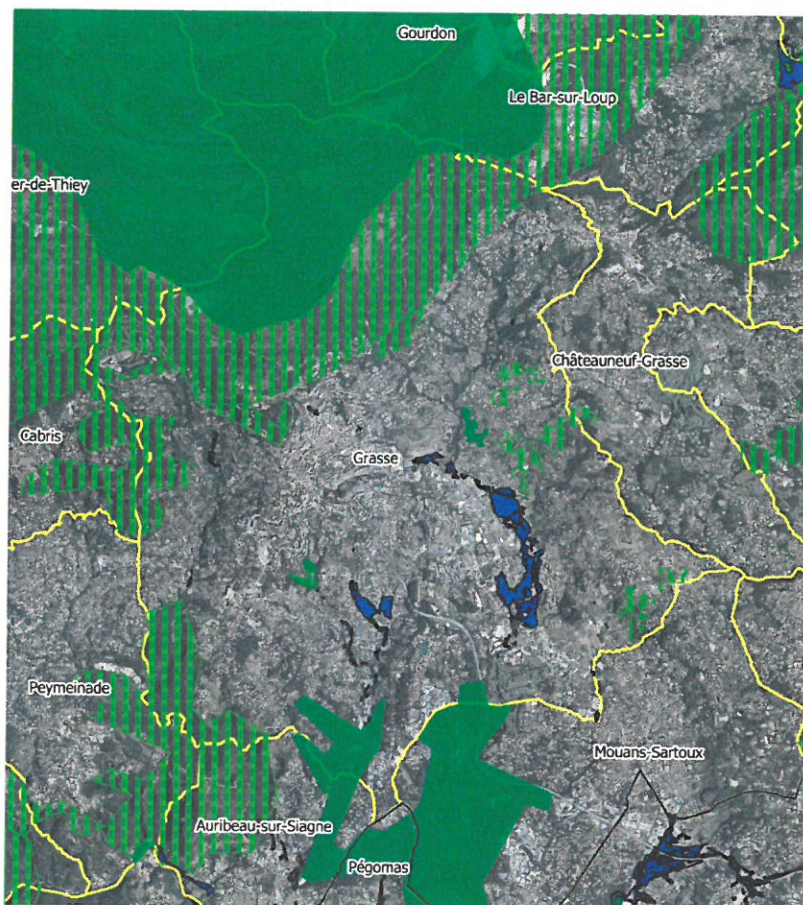 Gourdon
Le Bar-sur-Loup
er-de-Thiey
Châteauneuf-Grasse
Cabris
Grasse
Peymeinade
Mouans-Sartoux
Auribeau-sur-Siagne
Pégomas